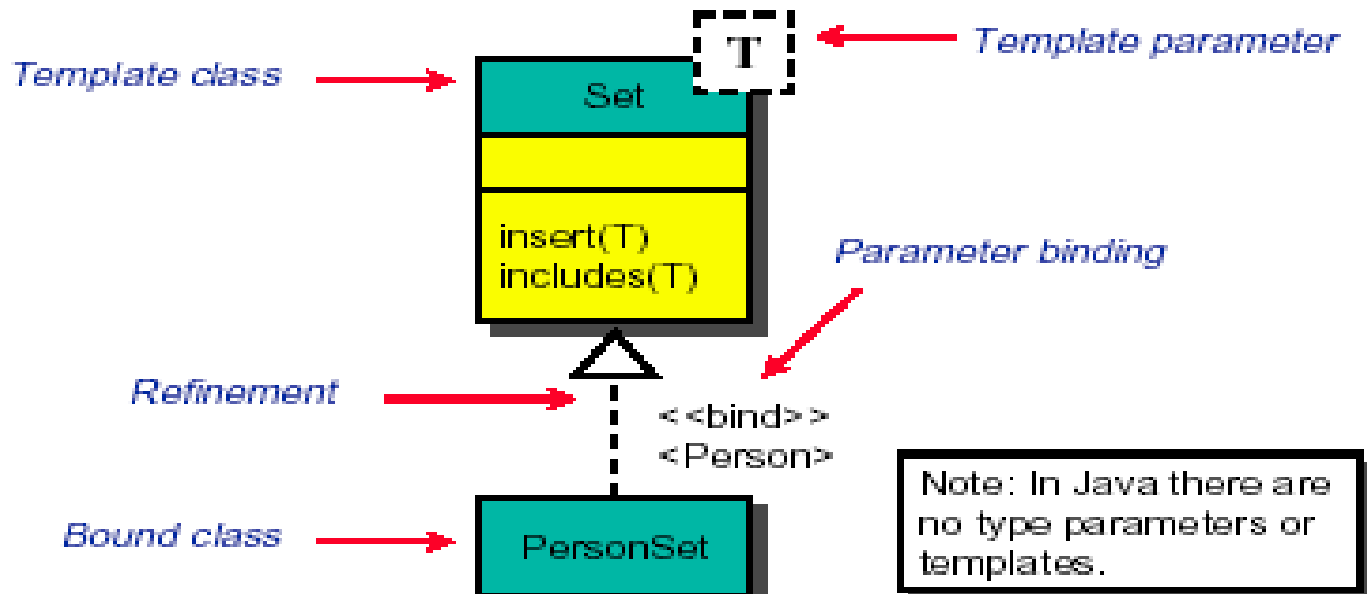 T
Template parameter
Template class
Set
insert(T)
includes(T)
Parameter binding
Refinement
<<bind>>
<Person>
Note: In Java there are
no type parameters or
templates.
Bound class
PersonSet